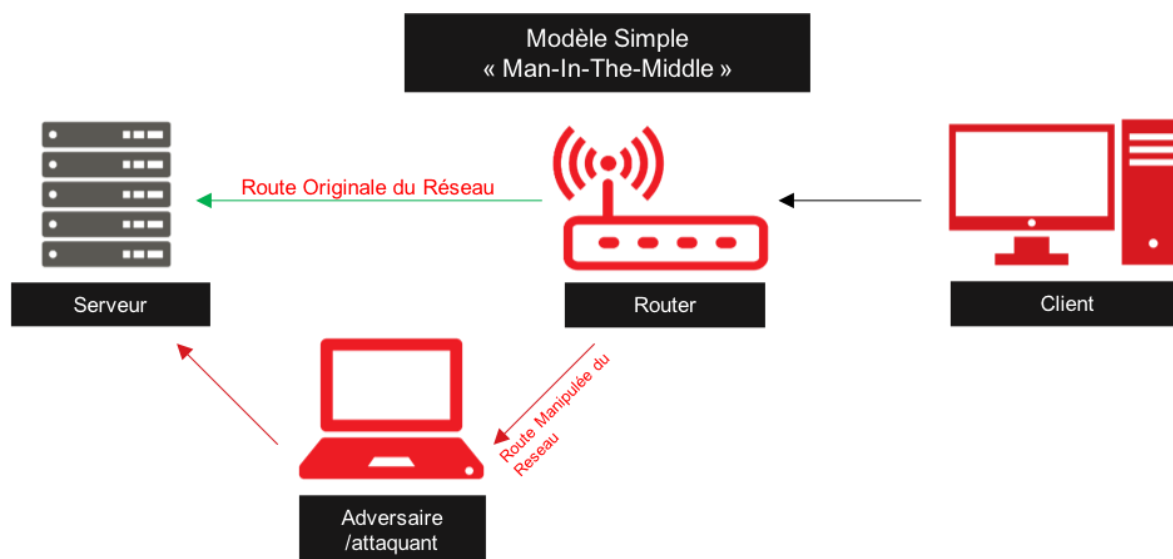 Modèle Simple
« Man-In-The-Middle »
Route Originale du Réseau
Serveur
Router
Client
Route Manipulée du
Reseau
Adversaire
/attaquant